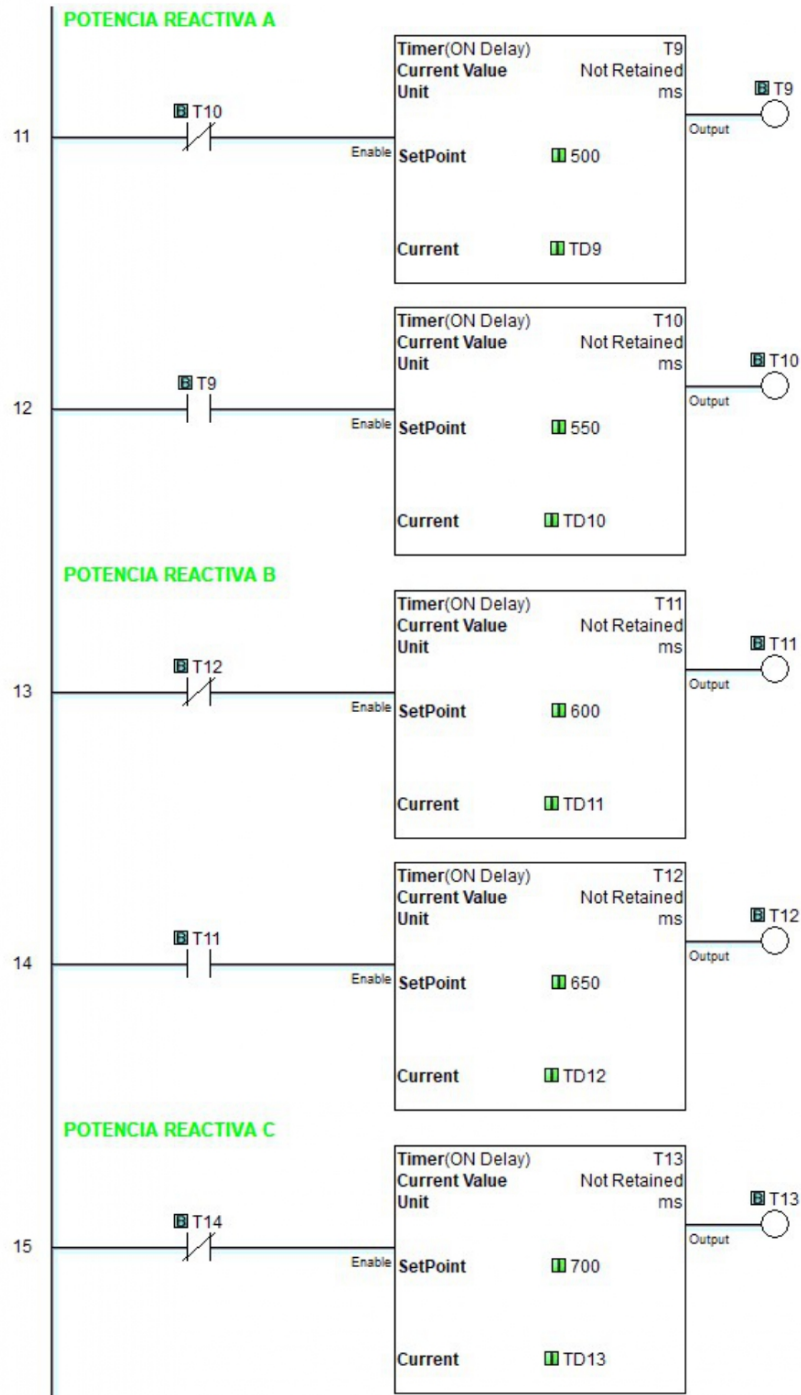 POTENCIA REACTIVA A
Timer(ON Delay) T9
Current Value Not Retained
Unit ms
B T9
B T10
Output
11
Enable SetPoint 500
Current TD9
Timer(ON Delay) T10
Current Value Not Retained
Unit ms
B T10
B T9
Output
12
Enable SetPoint 550
Current TD10
POTENCIA REACTIVA B
Timer(ON Delay) T11
Current Value Not Retained
Unit ms
B T11
B T12
Output
13
Enable SetPoint 600
Current TD11
Timer(ON Delay) T12
Current Value Not Retained
Unit ms
B T12
B T11
Output
14
Enable SetPoint 650
Current TD12
POTENCIA REACTIVA C
Timer(ON Delay) T13
Current Value Not Retained
Unit ms
B T13
B T14
Output
15
Enable SetPoint 700
Current TD13